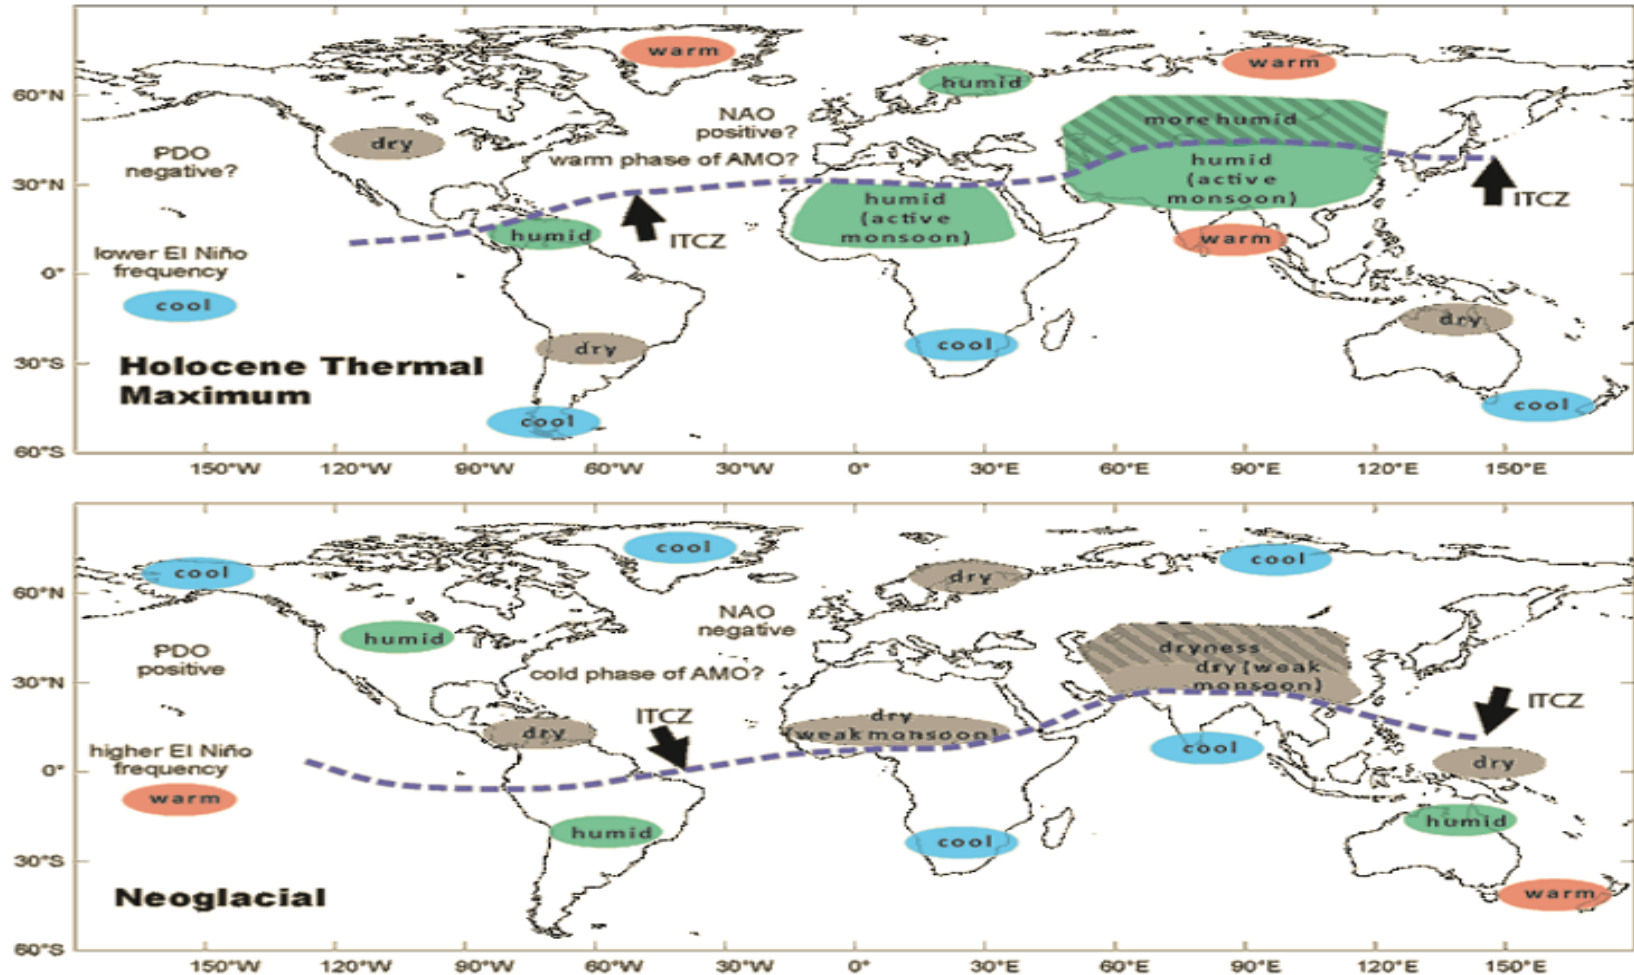 warm
warm
60°N
humid
NAO
positive?
more humid
dry
PDO
negative?
warm phase of AMO?
humid
(active
monsoon)
30°N
humid
(active
monsoon)
ITCZ
humid
ITCZ
warm
lower El Niño
frequency
0°
cool
dry
dry
cool
30°S
Holocene Thermal
Maximum
cool
cool
60°S
150°W 120°W 90°W 60°W 30°W 0° 30°E 60°E 90°E 120°E 150°E
cool
cool
cool
dry
60°N
NAO
negative
humid
PDO
positive
dryness
cold phase of AMO?
dry (weak
monsoon)
30°N
ITCZ
ITCZ
dry
dry
(weak monsoon)
higher El Niño
frequency
cool
0°
dry
warm
humid
humid
cool
30°S
Neoglacial
warm
60°S
150°W 120°W 90°W 60°W 30°W 0° 30°E 60°E 90°E 120°E 150°E